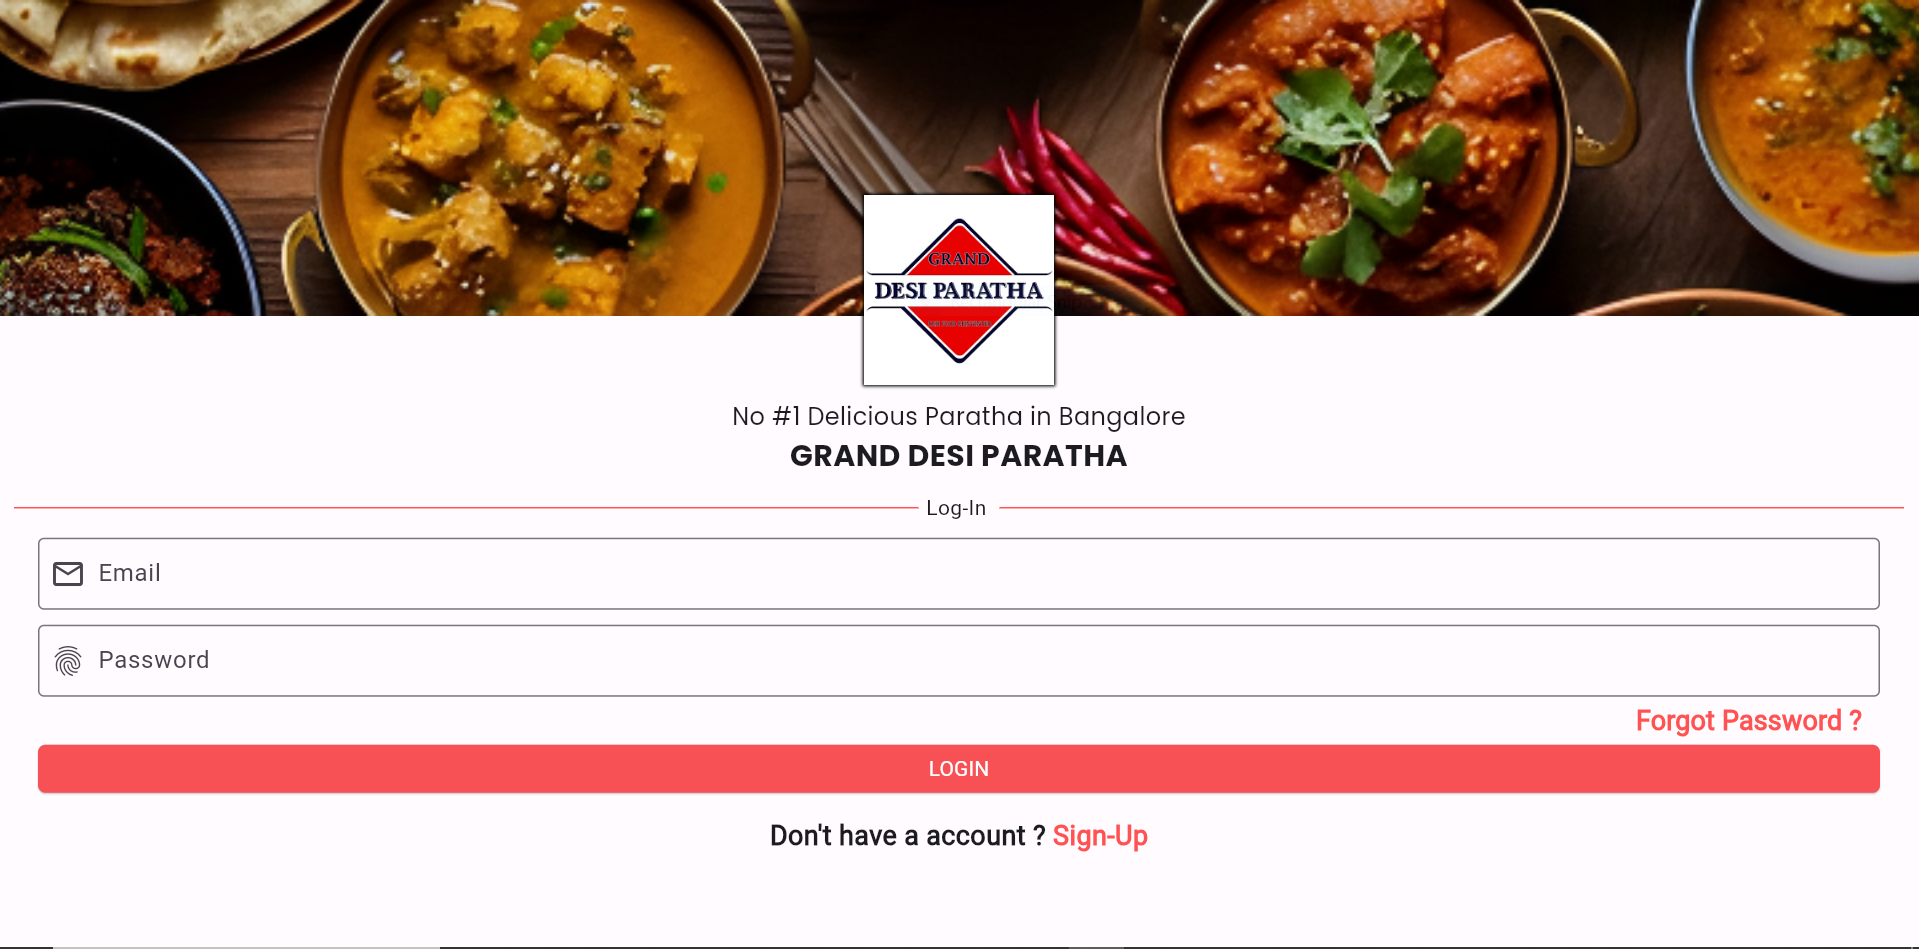 GRAND
DESI PARATHA
No #1 Delicious Paratha in Bangalore
GRAND DESI PARATHA
Log-In
Email
Password
Forgot Password ?
LOGIN
Don't have a account ? Sign-Up